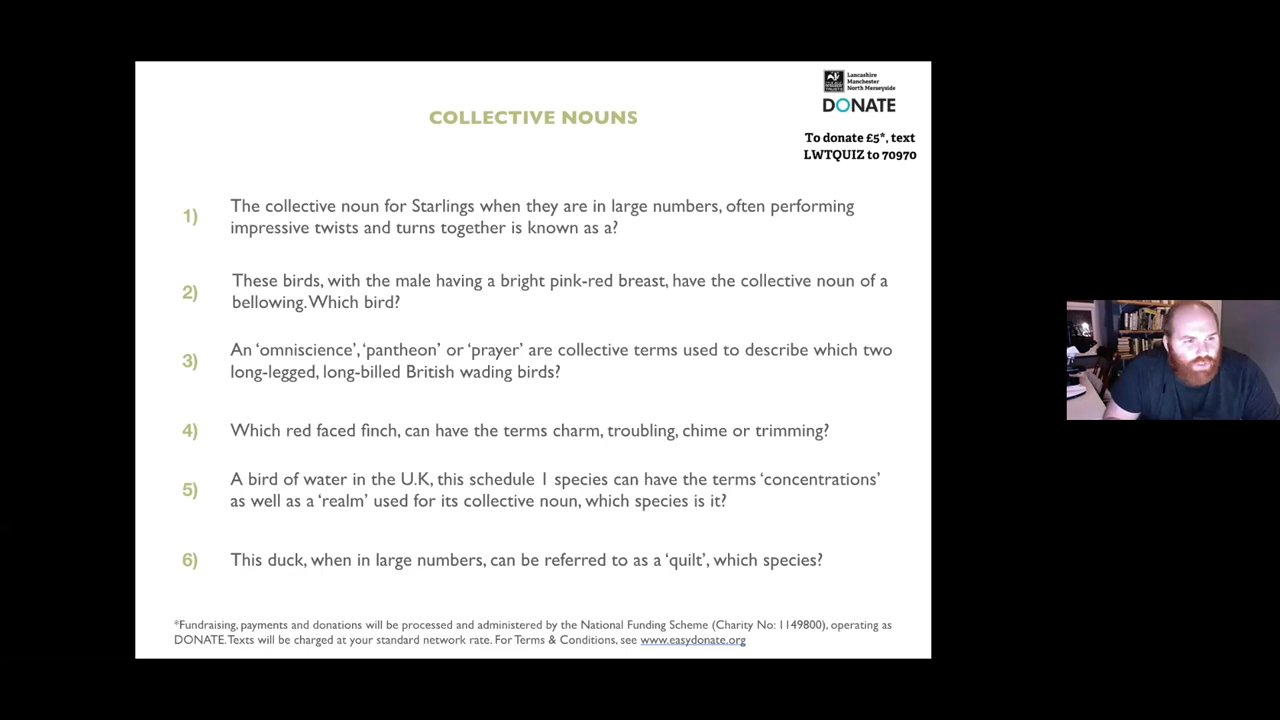 Lancashire
Manchester
North Merseyside
DONATE
To donate £5*, text
LWTQUIZ to 70970
COLLECTIVE NOUNS
1) The collective noun for Starlings when they are in large numbers, often performing
impressive twists and turns together is known as a?
2) These birds, with the male having a bright pink-red breast, have the collective noun of a
bellowing. Which bird?
3) An ‘omniscience’, ‘pantheon’ or ‘prayer’ are collective terms used to describe which two
long-legged, long-billed British wading birds?
4) Which red faced finch, can have the terms charm, troubling, chime or trimming?
5) A bird of water in the U.K, this schedule 1 species can have the terms ‘concentrations’
as well as a ‘realm’ used for its collective noun, which species is it?
6) This duck, when in large numbers, can be referred to as a ‘quilt’, which species?
*Fundraising, payments and donations will be processed and administered by the National Funding Scheme (Charity No: 1149800), operating as
DONATE. Texts will be charged at your standard network rate. For Terms & Conditions, see www.easydonate.org